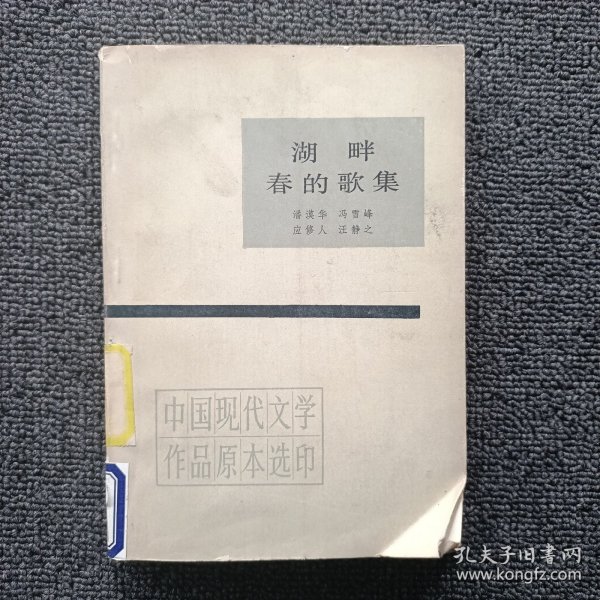 湖畔
春的歌集
潘漠华 冯雪峰
应修人 汪静之
中国现代文学
作品原本选印
孔夫子旧书网
www.kongfz.com